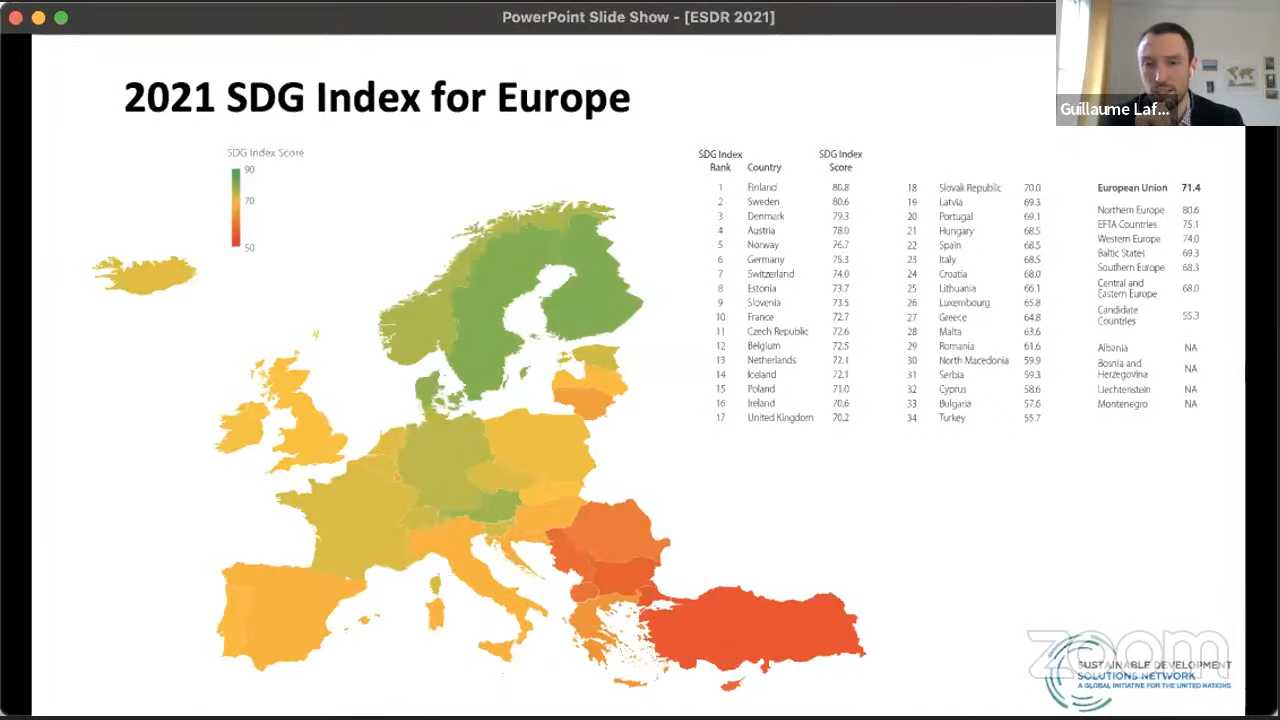 PowerPoint Slide Show - [ESDR 2021]
Guillaume Laf...
2021 SDG Index for Europe
SDG Index Score
90
70
50
SDG Index Rank Country SDG Index Score
1 Finland 80.8
2 Sweden 80.6
3 Denmark 79.3
4 Austria 78.0
5 Norway 76.7
6 Germany 75.3
7 Switzerland 74.0
8 Estonia 73.7
9 Slovenia 73.5
10 France 72.7
11 Czech Republic 72.6
12 Belgium 72.5
13 Netherlands 72.1
14 Iceland 72.1
15 Poland 71.0
16 Ireland 70.6
17 United Kingdom 70.2
18 Slovak Republic 70.0
19 Latvia 69.3
20 Portugal 69.1
21 Hungary 68.5
22 Spain 68.5
23 Italy 68.5
24 Croatia 68.0
25 Lithuania 66.1
26 Luxembourg 65.8
27 Greece 64.8
28 Malta 63.6
29 Romania 61.6
30 North Macedonia 59.9
31 Serbia 59.3
32 Cyprus 58.6
33 Bulgaria 57.6
34 Turkey 55.7
European Union 71.4
Northern Europe 80.6
EFTA Countries 75.1
Western Europe 74.0
Baltic States 69.3
Southern Europe 68.3
Central and
Eastern Europe 68.0
Candidate
Countries 55.3
Albania NA
Bosnia and
Herzegovina NA
Liechtenstein NA
Montenegro NA
zoom
SUSTAINABLE DEVELOPMENT
SOLUTIONS NETWORK
A GLOBAL INITIATIVE FOR THE UNITED NATIONS